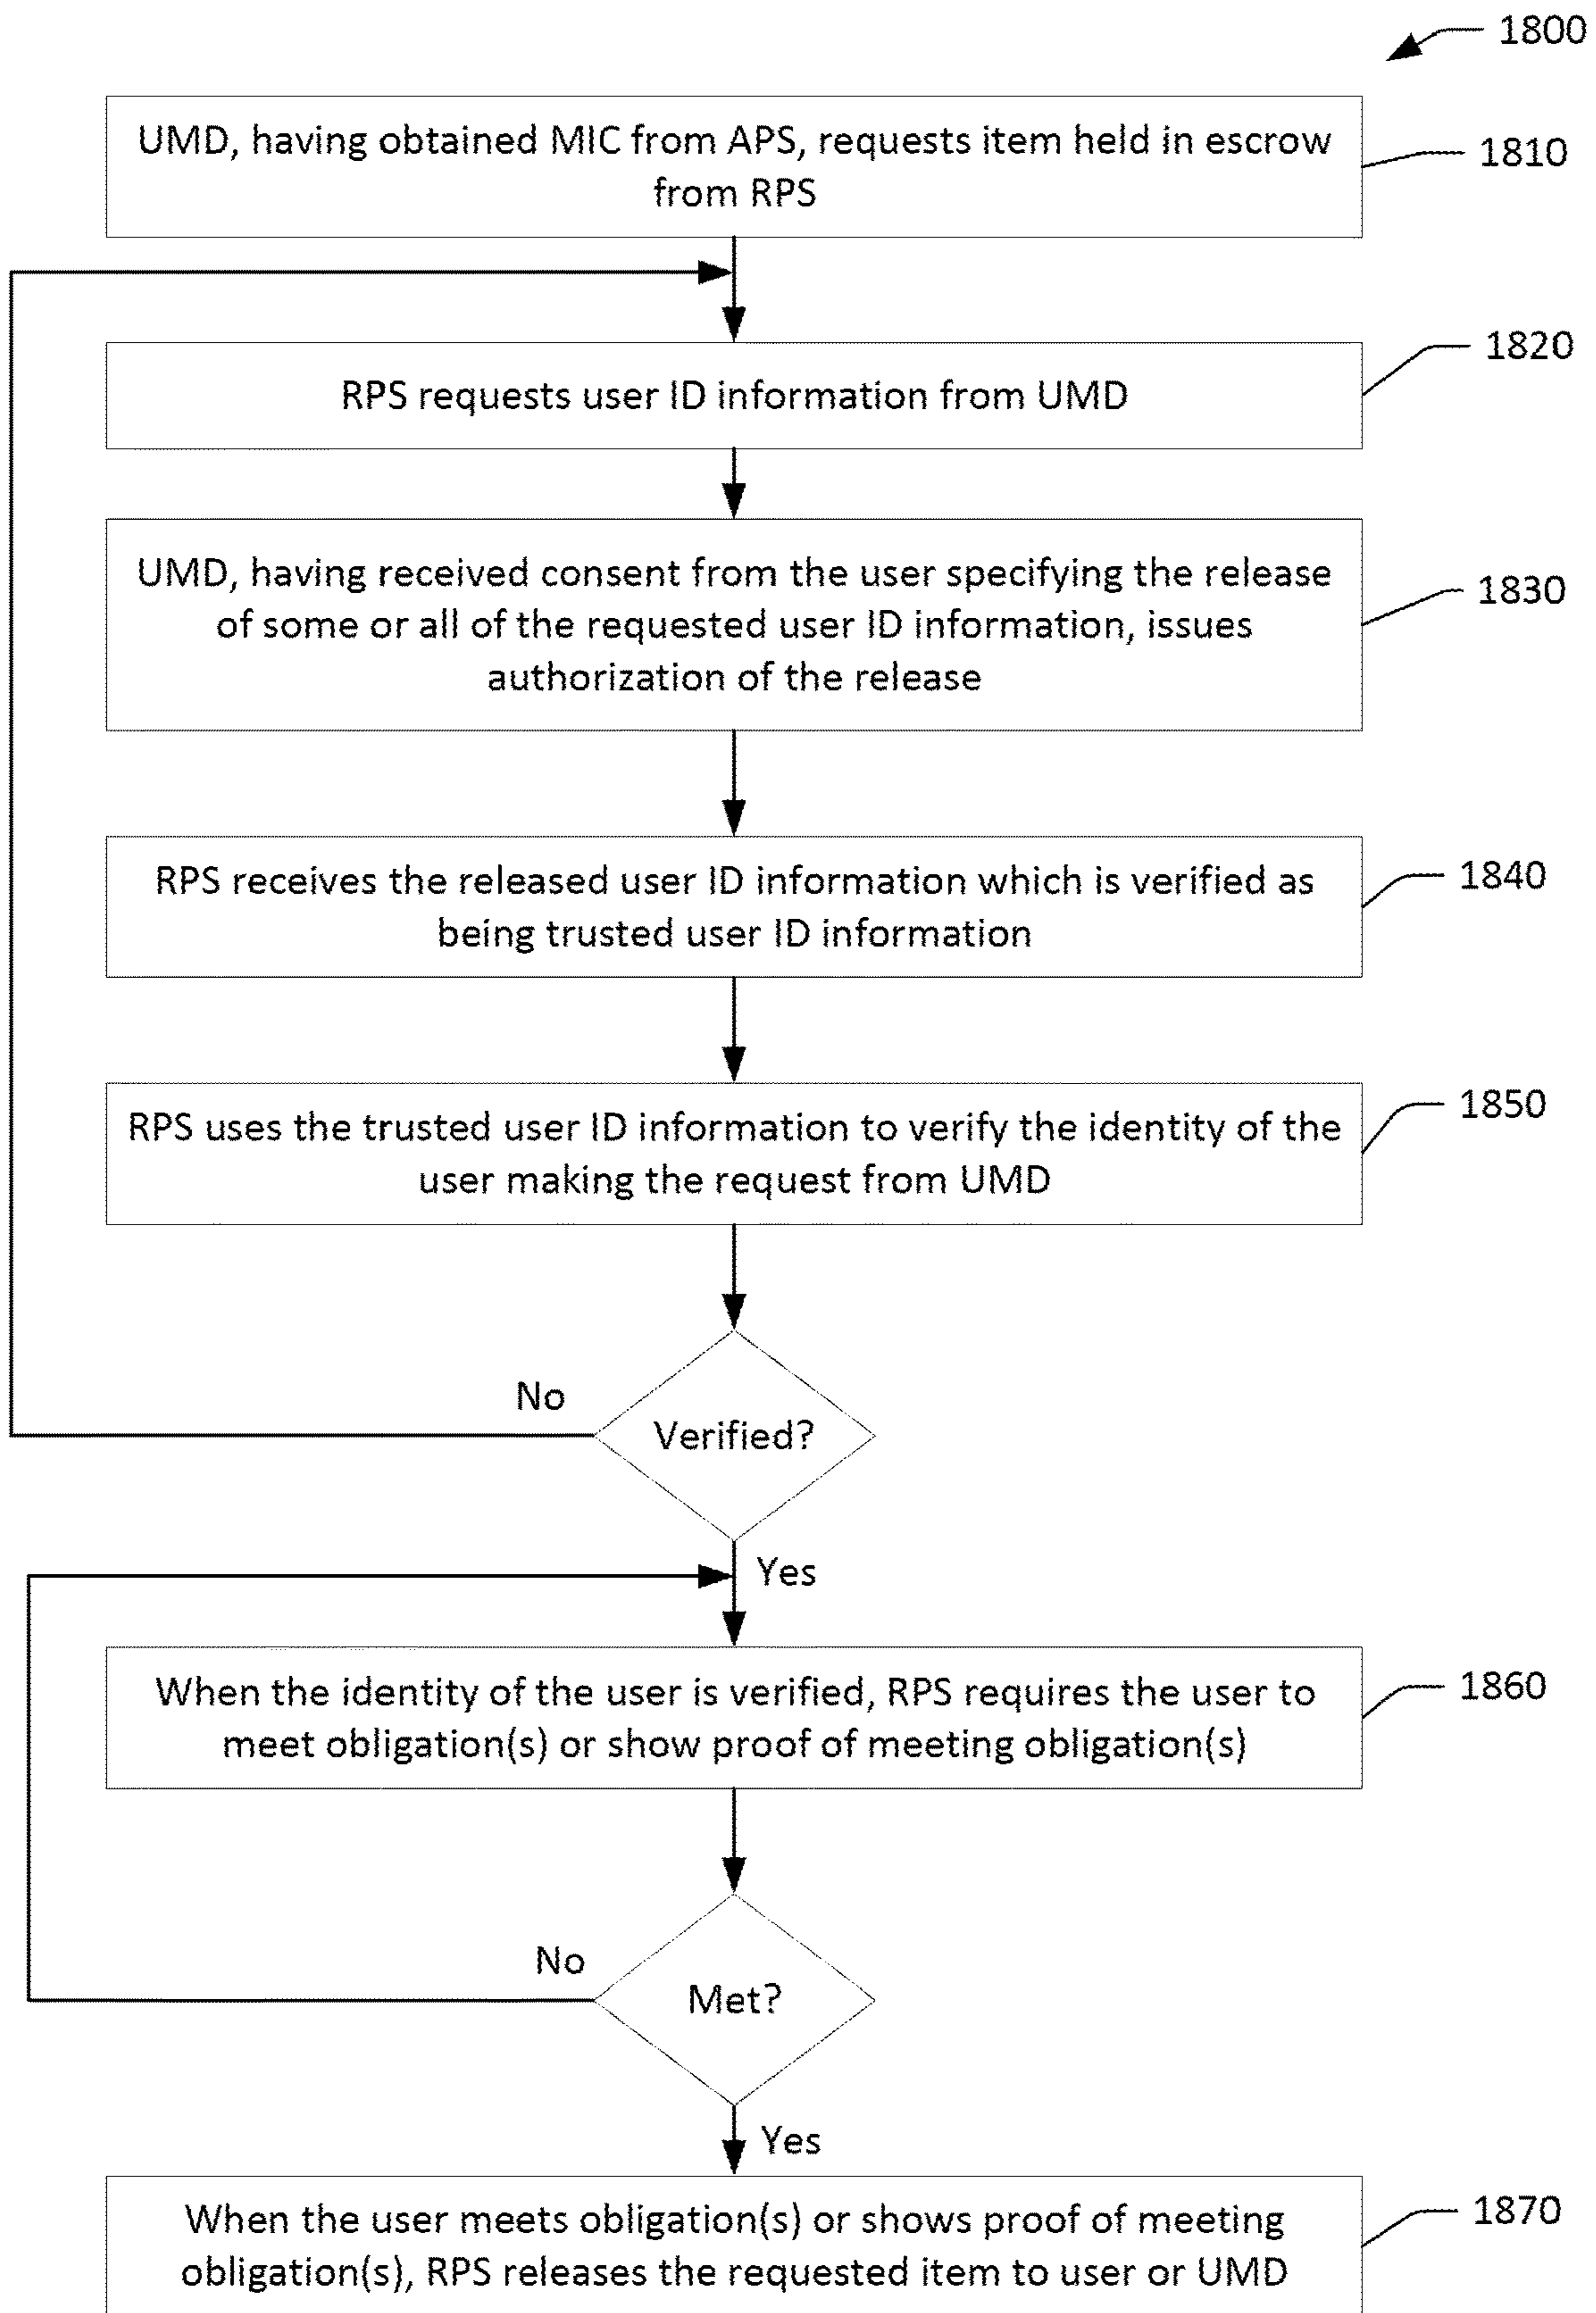 1800
UMD, having obtained MIC from APS, requests item held in escrow
from RPS
1810
1820
RPS requests user ID information from UMD
UMD, having received consent from the user specifying the release
of some or all of the requested user ID information, issues
authorization of the release
1830
RPS receives the released user ID information which is verified as
being trusted user ID information
1840
RPS uses the trusted user ID information to verify the identity of the
user making the request from UMD
1850
No
Verified?
Yes
When the identity of the user is verified, RPS requires the user to
meet obligation(s) or show proof of meeting obligation(s)
1860
No
Met?
Yes
When the user meets obligation(s) or shows proof of meeting
obligation(s), RPS releases the requested item to user or UMD
1870